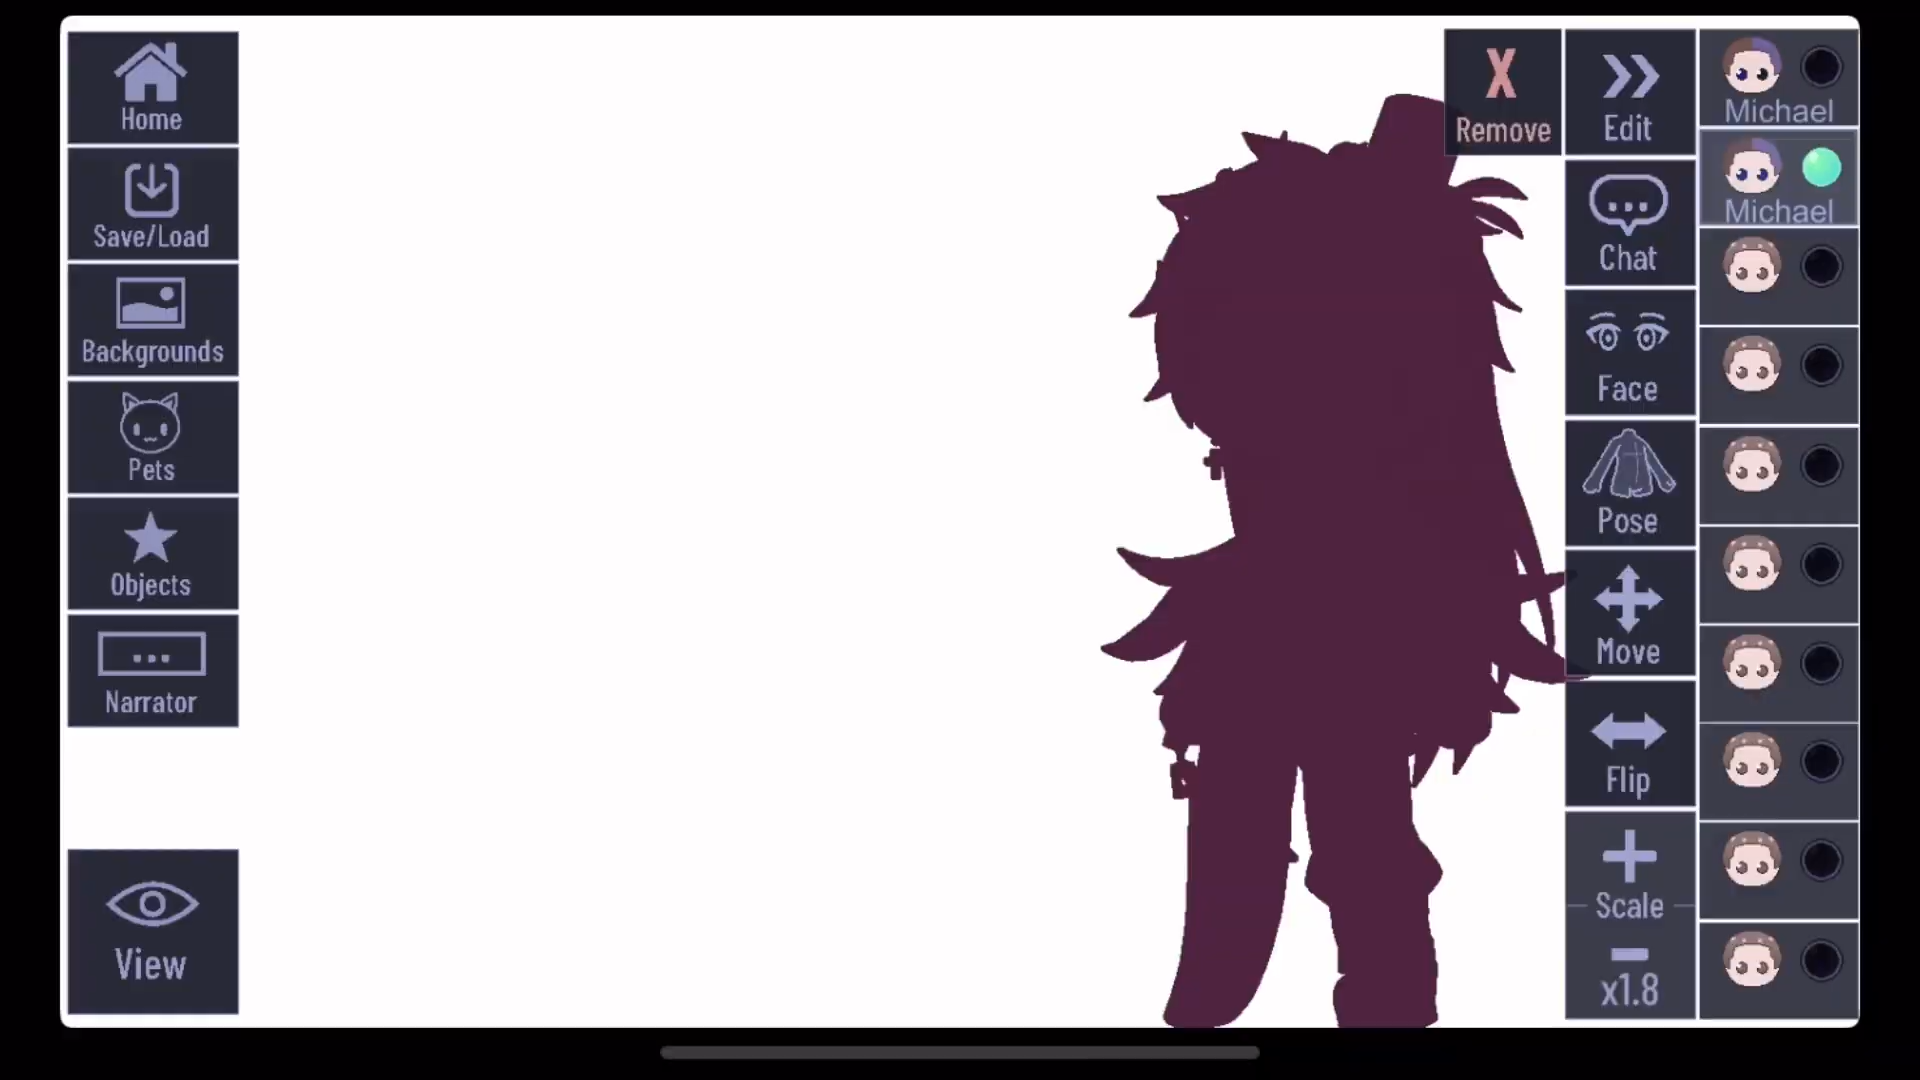 Home
Save/Load
Backgrounds
Pets
Objects
...
Narrator
View
X
Remove
Edit
...
Chat
Face
Pose
Move
Flip
Scale
x1.8
Michael
Michael